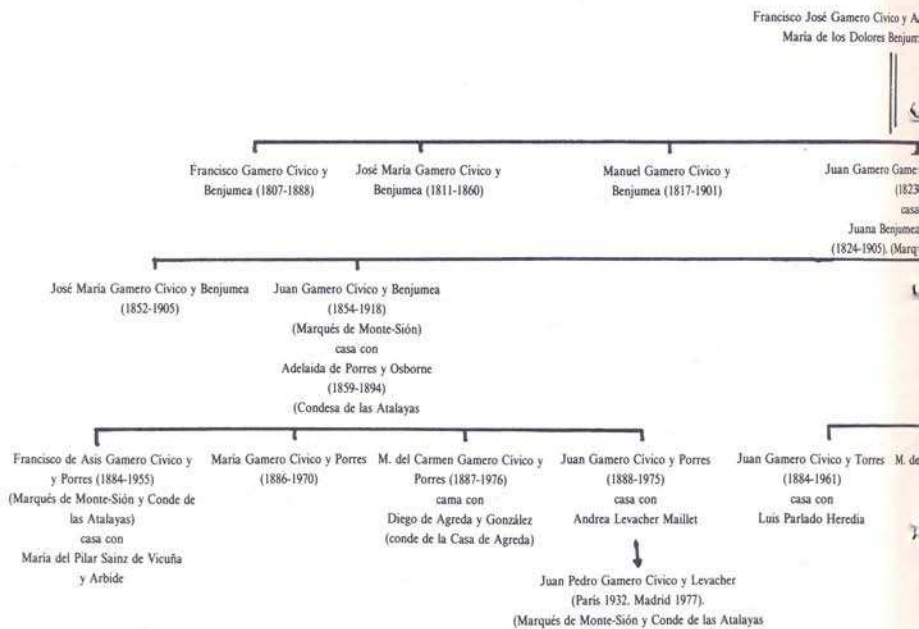 Francisco José Gamero Cívico y
María de los Dolores
Francisco Gamero Cívico y
Benjumea (1807-1888)
José María Gamero Cívico y
Benjumea (1811-1860)
Manuel Gamero Cívico y
Benjumea (1817-1901)
Juan Gamero
(1823
casa
Juana Benjumea
(1824-1905). (Marq
José María Gamero Cívico y Benjumea
(1852-1905)
Juan Gamero Cívico y Benjumea
(1854-1918)
(Marqués de Monte-Sión)
casa con
Adelaida de Porres y Osborne
(1859-1894)
(Condesa de las Atalayas
Francisco de Asis Gamero Cívico y
y Porres (1884-1955)
(Marqués de Monte-Sión y Conde de
las Atalayas)
casa con
María del Pilar Sainz de Vicuña
y Arbide
María Gamero Cívico y Porres
(1886-1970)
M. del Carmen Gamero Cívico y
Porres (1887-1976)
cama con
Diego de Agreda y González
(conde de la Casa de Agreda)
Juan Gamero Cívico y Porres
(1888-1975)
casa con
Andrea Levacher Maillet
Juan Pedro Gamero Cívico y Levacher
(París 1932. Madrid 1977).
(Marqués de Monte-Sión y Conde de las Atalayas
Juan Gamero Cívico y Torres
(1884-1961)
casa con
Luis Parlado Heredia
M. de